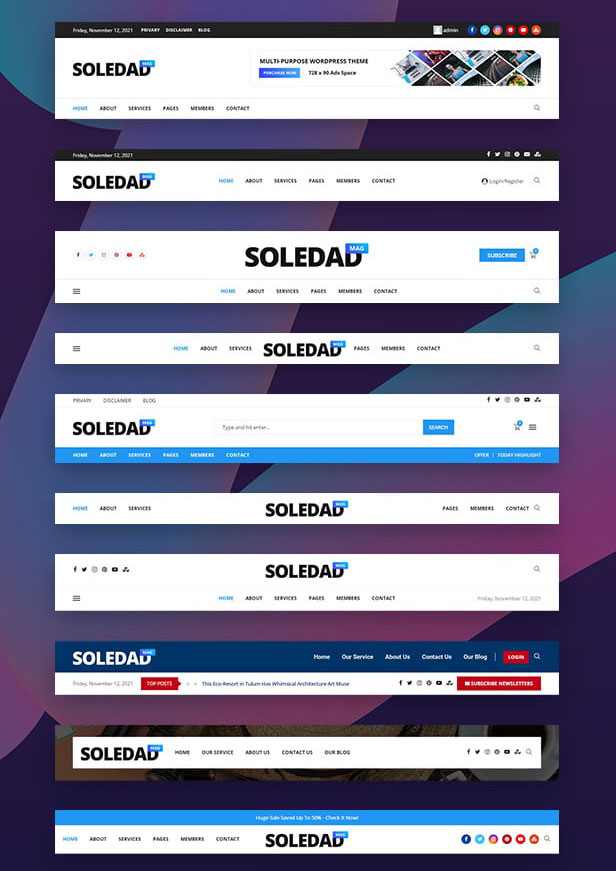 Friday, November 12, 2021 PRIVARY DISCLAIMER BLOG admin
SOLEDAD MAG
MULTI-PURPOSE WORDPRESS THEME
PURCHASE NOW 728 x 90 Ads Space
HOME ABOUT SERVICES PAGES MEMBERS CONTACT
Friday, November 12, 2021
SOLEDAD MAG HOME ABOUT SERVICES PAGES MEMBERS CONTACT Login/Register
SOLEDAD MAG SUBSCRIBE 0
HOME ABOUT SERVICES PAGES MEMBERS CONTACT
HOME ABOUT SERVICES SOLEDAD MAG PAGES MEMBERS CONTACT
PRIVARY DISCLAIMER BLOG
SOLEDAD MAG Type and hit enter... SEARCH 0
HOME ABOUT SERVICES PAGES MEMBERS CONTACT OFFER | TODAY HIGHLIGHT
HOME ABOUT SERVICES SOLEDAD MAG PAGES MEMBERS CONTACT
SOLEDAD MAG
HOME ABOUT SERVICES PAGES MEMBERS CONTACT Friday, November 12, 2021
SOLEDAD MAG Home Our Service About Us Contact Us Our Blog | LOGIN
Friday, November 12, 2021 TOP POSTS This Eco-Resort in Tulum Has Whimsical Architecture Art Muse SUBSCRIBE NEWSLETTERS
SOLEDAD MAG HOME OUR SERVICE ABOUT US CONTACT US OUR BLOG
Huge Sale Saved Up To 50% - Check It Now!
HOME ABOUT SERVICES PAGES MEMBERS CONTACT SOLEDAD MAG